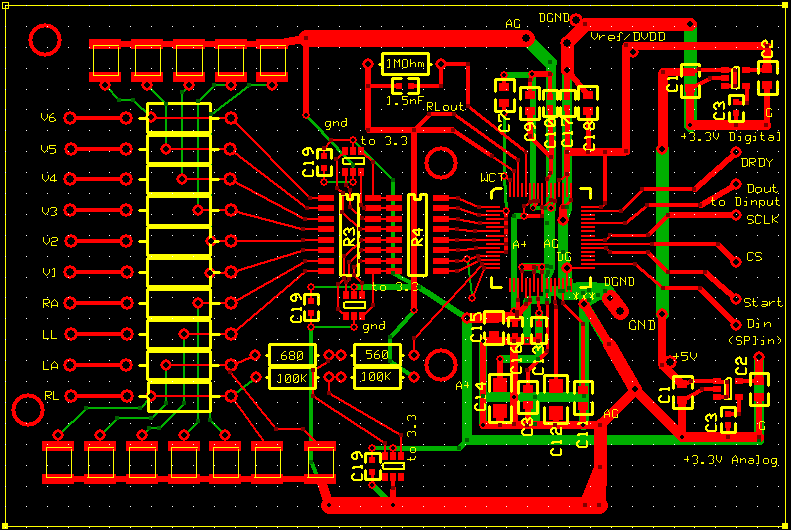 DGND
AG
Vref/DVDD
C2
1MOhm
C1
1.5nF
C3
G
V6
gnd
RLout
C7
C9
C10
C17
C18
+3.3V Digital
V5
C19
to 3.3
DRDY
V4
WCT
Dout
V3
to Dinput
SCLK
R3
R4
V2
A+
AG
DG
CS
V1
to 3.3
DGND
RA
C19
Start
LL
gnd
C15
GND
Din
C16
C13
(SPIin)
680
560
+5V
LA
C2
100K
100K
A+
C14
C1
RL
C3
C12
C11
AG
C3
G
to 3.3
C19
+3.3V Analog